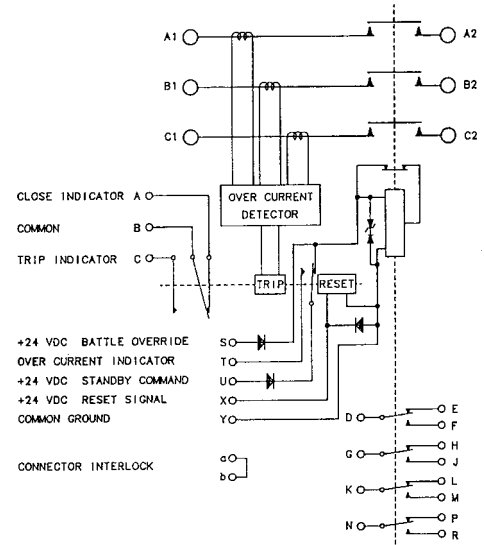 A1 A2
B1 B2
C1 C2
CLOSE INDICATOR A
OVER CURRENT
DETECTOR
COMMON B
TRIP INDICATOR C
TRIP RESET
+24 VDC BATTLE OVERRIDE S
OVER CURRENT INDICATOR T
+24 VDC STANDBY COMMAND U
+24 VDC RESET SIGNAL X
COMMON GROUND Y
D E
F
G H
J
CONNECTOR INTERLOCK a
b
K L
M
N P
R